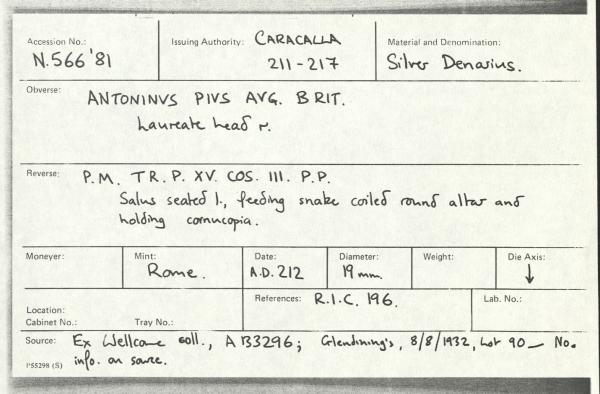 Accession No.: Issuing Authority: CARACALLA Material and Denomination:
N.566'81 211-217 Silver Denarius.
Obverse: ANTONINVS PIVS AVG. BRIT.
Laureate head r.
Reverse: P.M. TR. P. XV. COS. III. P.P.
Salus seated l., feeding snake coiled round altar and
holding cornucopia.
Moneyer: Mint: Date: Diameter: Weight: Die Axis:
Rome. A.D. 212 19 mm. ↓
Location: References: R.I.C. 196. Lab. No.:
Cabinet No.: Tray No.:
Source: Ex Wellcome coll., A 133296; Glendining's, 8/8/1932, Lot 90 — No.
P55298 (S) info. on source.